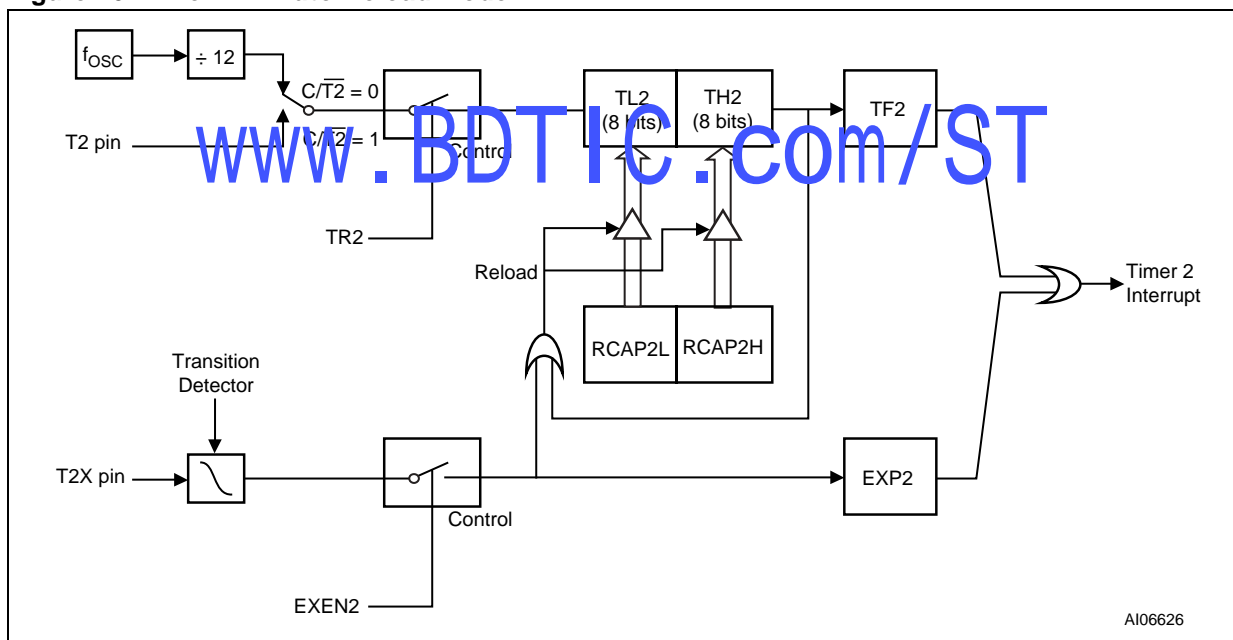 fOSC
÷ 12
C/T2 = 0
C/T2 = 1
T2 pin
Control
TR2
TL2
(8 bits)
TH2
(8 bits)
TF2
www.BDTIC.com/ST
Reload
RCAP2L
RCAP2H
Timer 2
Interrupt
Transition
Detector
T2X pin
Control
EXP2
EXEN2
AI06626